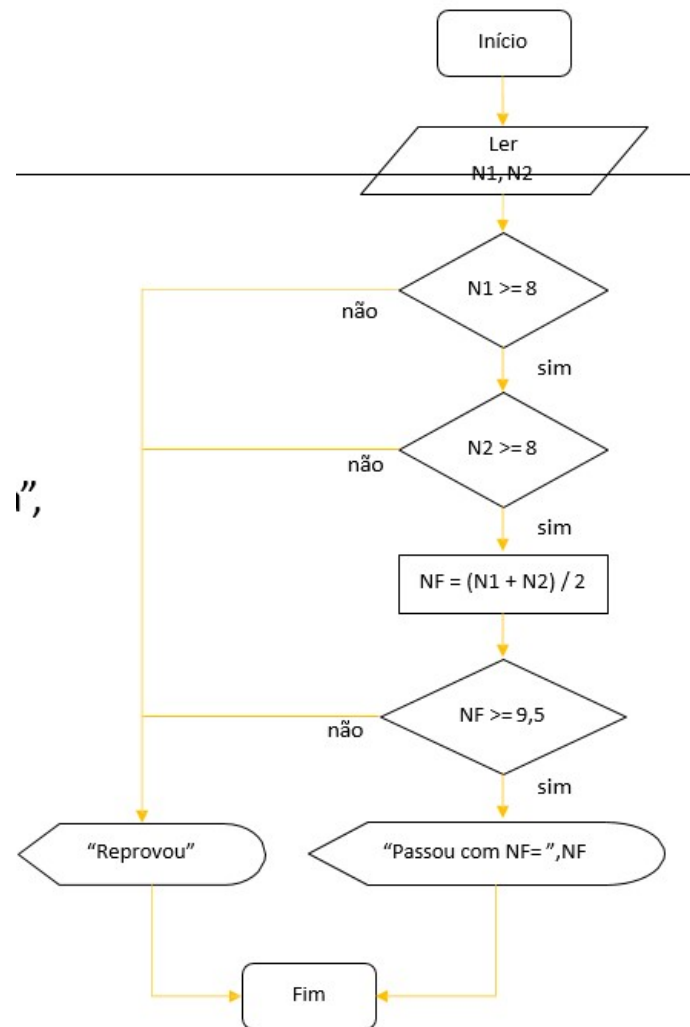 Início
Ler
N1, N2
N1 >= 8
não
sim
N2 >= 8
não
sim
”,
NF = (N1 + N2) / 2
NF >= 9,5
não
sim
“Reprovou”
“Passou com NF= ”,NF
Fim